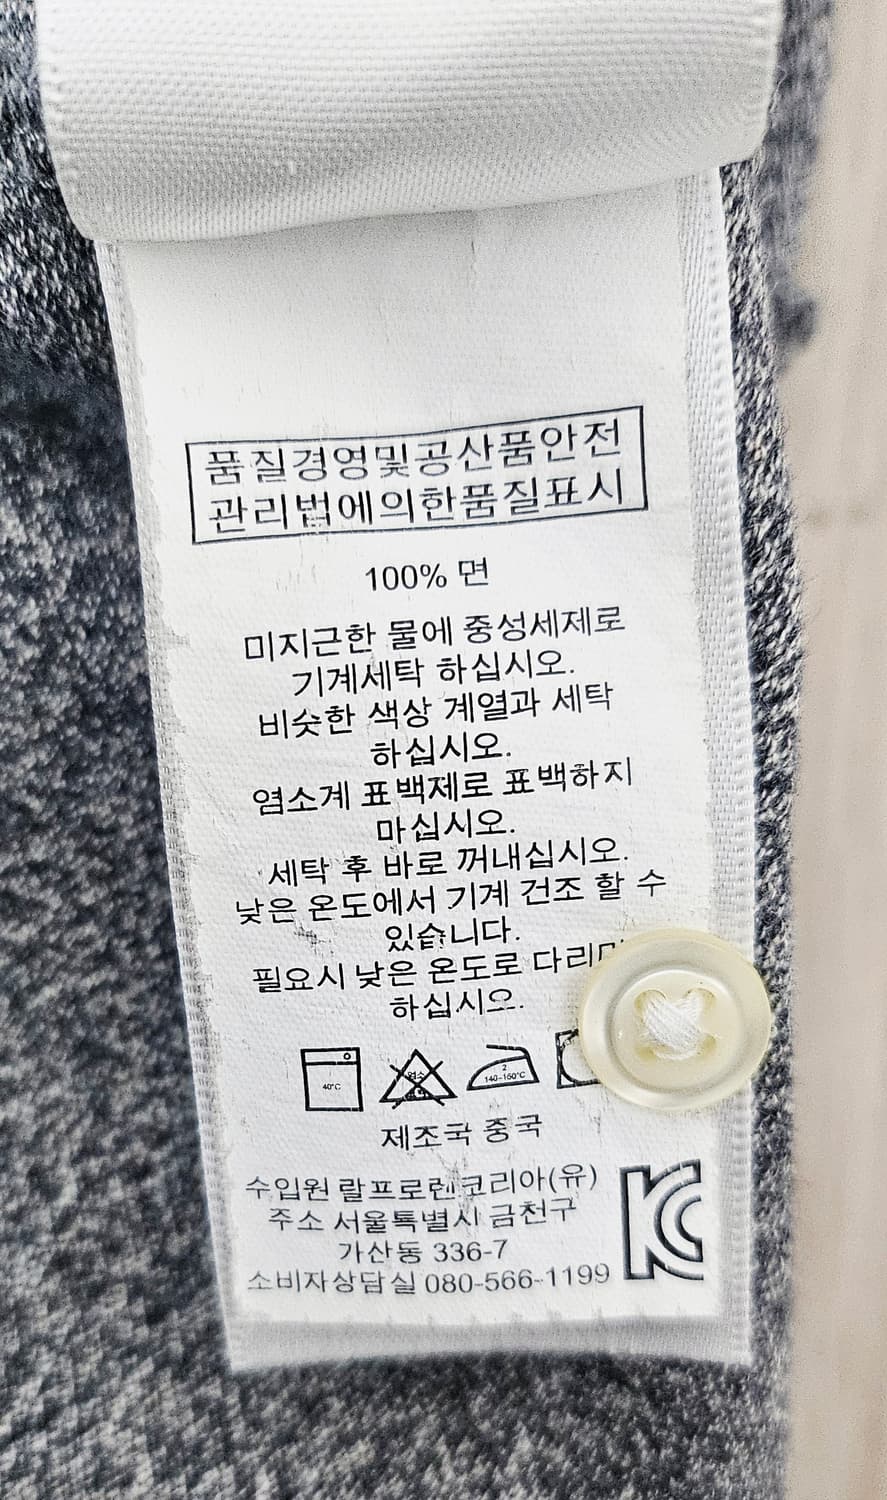 품질경영및공산품안전
관리법에의한품질표시
100% 면
미지근한 물에 중성세제로
기계세탁 하십시오.
비슷한 색상 계열과 세탁
하십시오.
염소계 표백제로 표백하지
마십시오.
세탁 후 바로 꺼내십시오.
낮은 온도에서 기계 건조 할 수
있습니다.
필요시 낮은 온도로
하십시오.
40°C
염소
2
140-160°C
제조국 중국
수입원 랄프로렌코리아(유)
주소 서울특별시 금천구
가산동 336-7
소비자상담실 080-566-1199
KC